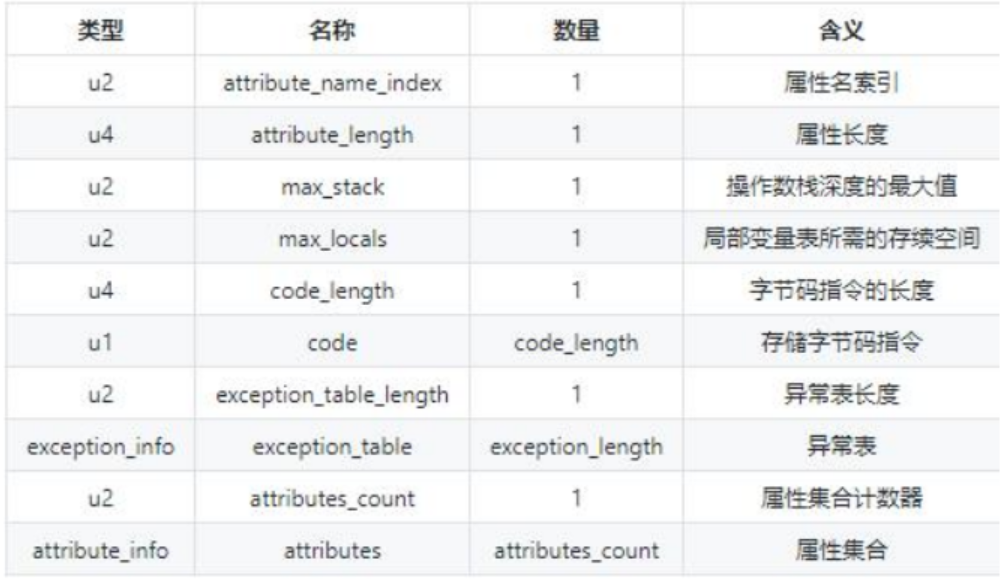 类型 名称 数量 含义
u2 attribute_name_index 1 属性名索引
u4 attribute_length 1 属性长度
u2 max_stack 1 操作数栈深度的最大值
u2 max_locals 1 局部变量表所需的存续空间
u4 code_length 1 字节码指令的长度
u1 code code_length 存储字节码指令
u2 exception_table_length 1 异常表长度
exception_info exception_table exception_length 异常表
u2 attributes_count 1 属性集合计数器
attribute_info attributes attributes_count 属性集合